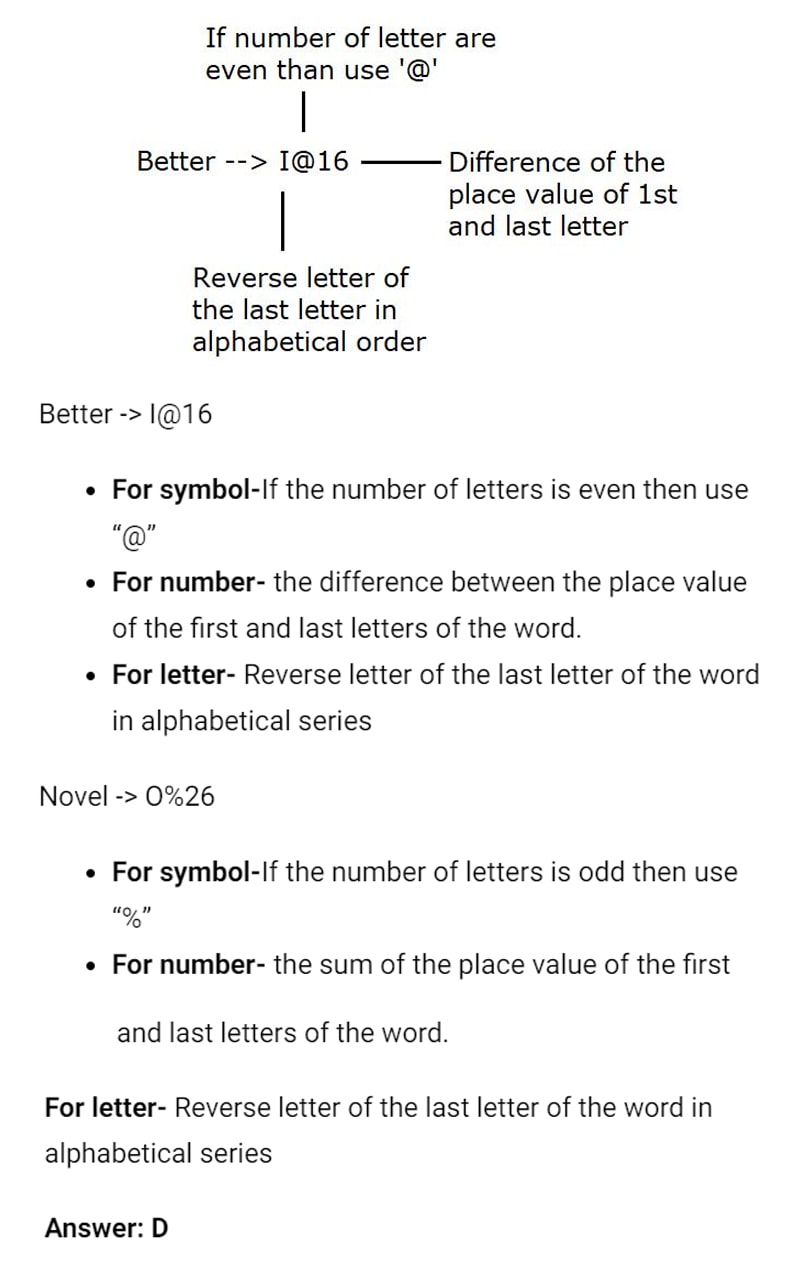 If number of letter are
even than use '@'
Better --> I@16
Difference of the
place value of 1st
and last letter
Reverse letter of
the last letter in
alphabetical order
Better -> I@16
• For symbol-If the number of letters is even then use
“@”
• For number- the difference between the place value
of the first and last letters of the word.
• For letter- Reverse letter of the last letter of the word
in alphabetical series
Novel -> O%26
• For symbol-If the number of letters is odd then use
“%”
• For number- the sum of the place value of the first
and last letters of the word.
For letter- Reverse letter of the last letter of the word in
alphabetical series
Answer: D